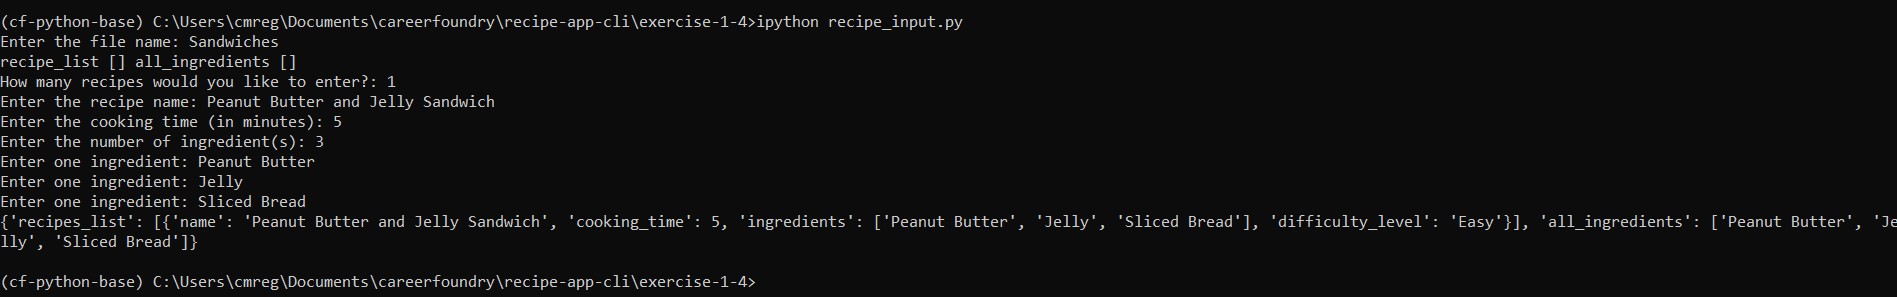 (cf-python-base) C:\Users\cmreg\Documents\careerfoundry\recipe-app-cli\exercise-1-4>ipython recipe_input.py
Enter the file name: Sandwiches
recipe_list [] all_ingredients []
How many recipes would you like to enter?: 1
Enter the recipe name: Peanut Butter and Jelly Sandwich
Enter the cooking time (in minutes): 5
Enter the number of ingredient(s): 3
Enter one ingredient: Peanut Butter
Enter one ingredient: Jelly
Enter one ingredient: Sliced Bread
{'recipes_list': [{'name': 'Peanut Butter and Jelly Sandwich', 'cooking_time': 5, 'ingredients': ['Peanut Butter', 'Jelly', 'Sliced Bread'], 'difficulty_level': 'Easy'}], 'all_ingredients': ['Peanut Butter', 'Je
lly', 'Sliced Bread']}
(cf-python-base) C:\Users\cmreg\Documents\careerfoundry\recipe-app-cli\exercise-1-4>